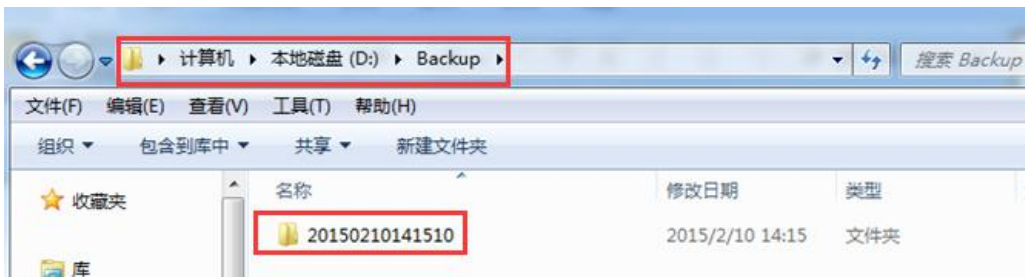 计算机 本地磁盘 (D:) Backup 搜索 Backup
文件(F) 编辑(E) 查看(V) 工具(T) 帮助(H)
组织 包含到库中 共享 新建文件夹
收藏夹 名称 修改日期 类型
20150210141510 2015/2/10 14:15 文件夹
库